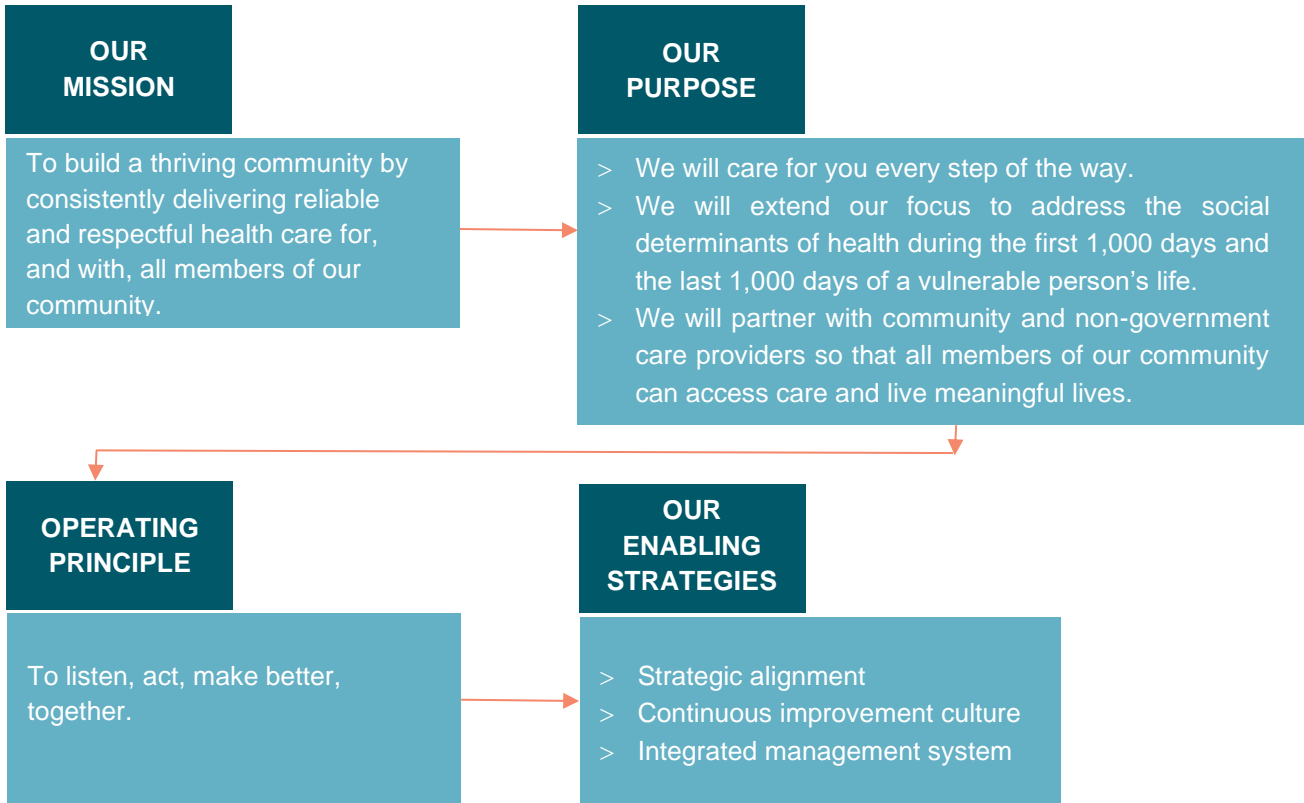 OUR
MISSION
To build a thriving community by
consistently delivering reliable
and respectful health care for,
and with, all members of our
community.
OUR
PURPOSE
> We will care for you every step of the way.
> We will extend our focus to address the social
determinants of health during the first 1,000 days and
the last 1,000 days of a vulnerable person’s life.
> We will partner with community and non-government
care providers so that all members of our community
can access care and live meaningful lives.
OPERATING
PRINCIPLE
To listen, act, make better,
together.
OUR
ENABLING
STRATEGIES
> Strategic alignment
> Continuous improvement culture
> Integrated management system